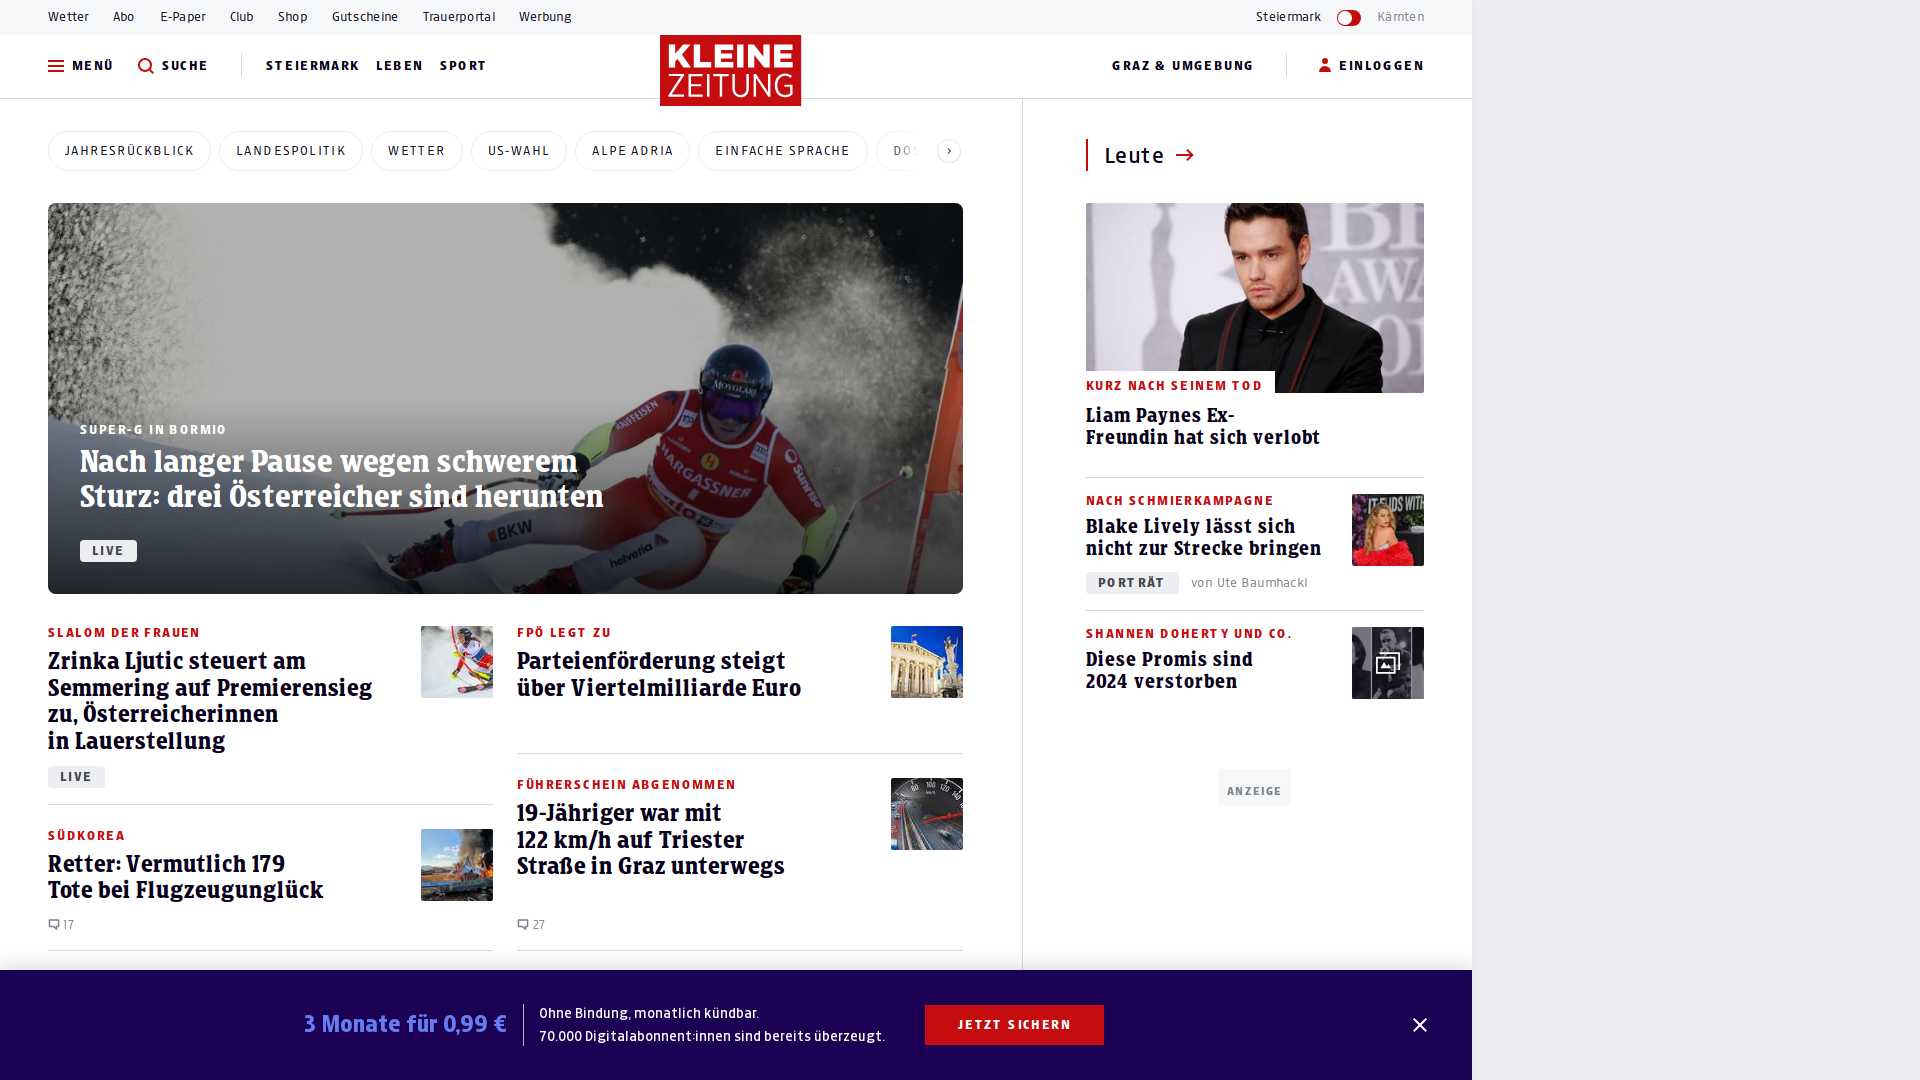 Wetter Abo E-Paper Club Shop Gutscheine Trauerportal Werbung Steiermark Kärnten
MENÜ SUCHE STEIERMARK LEBEN SPORT
KLEINE
ZEITUNG
GRAZ & UMGEBUNG EINLOGGEN
JAHRESRÜCKBLICK LANDESPOLITIK WETTER US-WAHL ALPE ADRIA EINFACHE SPRACHE
SUPER-G IN BORMIO
Nach langer Pause wegen schwerem
Sturz: drei Österreicher sind herunten
LIVE
SLALOM DER FRAUEN
Zrinka Ljutic steuert am
Semmering auf Premierensieg
zu, Österreicherinnen
in Lauerstellung
LIVE
SÜDKOREA
Retter: Vermutlich 179
Tote bei Flugzeugunglück
17
FPÖ LEGT ZU
Parteienförderung steigt
über Viertelmilliarde Euro
FÜHRERSCHEIN ABGENOMMEN
19-Jähriger war mit
122 km/h auf Triester
Straße in Graz unterwegs
27
Leute
KURZ NACH SEINEM TOD
Liam Paynes Ex-
Freundin hat sich verlobt
NACH SCHMIERKAMPAGNE
Blake Lively lässt sich
nicht zur Strecke bringen
PORTRÄT von Ute Baumhackl
SHANNEN DOHERTY UND CO.
Diese Promis sind
2024 verstorben
ANZEIGE
3 Monate für 0,99 €
Ohne Bindung, monatlich kündbar.
70.000 Digitalabonnent:innen sind bereits überzeugt.
JETZT SICHERN